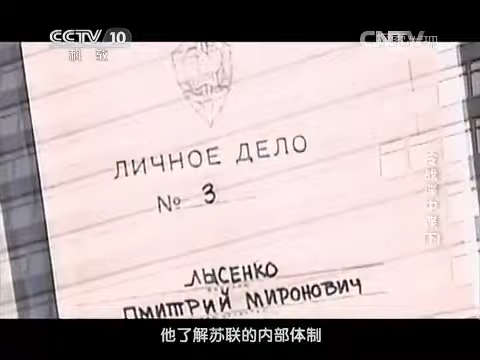 CCTV 10
科教
CNTV
ЛИЧНОЕ ДЕЛО
№ 3
ЛЫСЕНКО
ДМИТРИЙ МИРОНОВИЧ
他了解苏联的内部体制